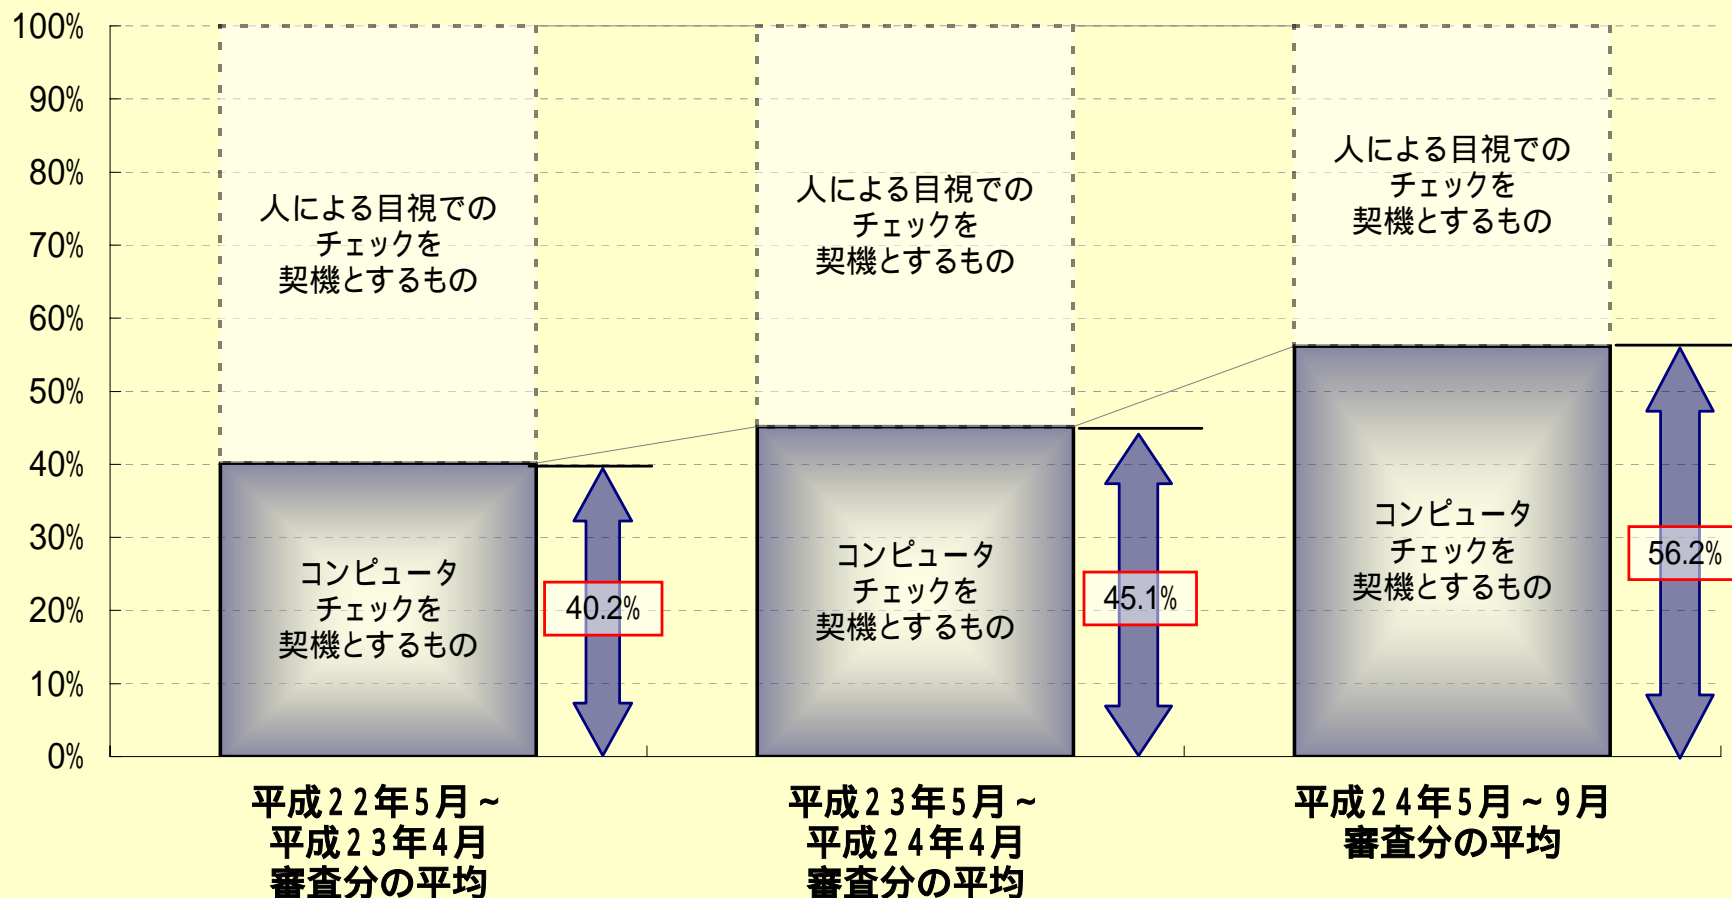 100%
90%
80%
70%
60%
50%
40%
30%
20%
10%
0%
人による目視での
チェックを
契機とするもの
コンピュータ
チェックを
契機とするもの
40.2%
平成22年5月~
平成23年4月
審査分の平均
人による目視での
チェックを
契機とするもの
コンピュータ
チェックを
契機とするもの
45.1%
平成23年5月~
平成24年4月
審査分の平均
人による目視での
チェックを
契機とするもの
コンピュータ
チェックを
契機とするもの
56.2%
平成24年5月~9月
審査分の平均